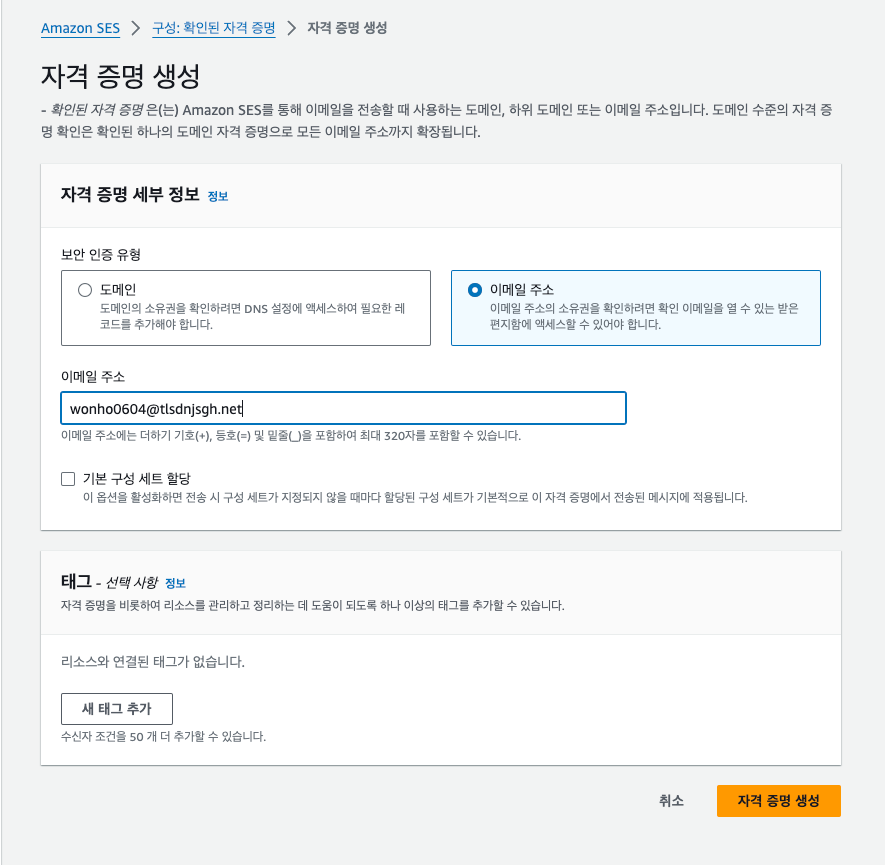 Amazon SES > 구성: 확인된 자격 증명 > 자격 증명 생성
자격 증명 생성
- 확인된 자격 증명 은(는) Amazon SES를 통해 이메일을 전송할 때 사용하는 도메인, 하위 도메인 또는 이메일 주소입니다. 도메인 수준의 자격 증
명 확인은 확인된 하나의 도메인 자격 증명으로 모든 이메일 주소까지 확장됩니다.
자격 증명 세부 정보 정보
보안 인증 유형
도메인
도메인의 소유권을 확인하려면 DNS 설정에 액세스하여 필요한 레
코드를 추가해야 합니다.
이메일 주소
이메일 주소의 소유권을 확인하려면 확인 이메일을 열 수 있는 받은
편지함에 액세스할 수 있어야 합니다.
이메일 주소
wonho0604@tlsdnjsgh.net
이메일 주소에는 더하기 기호(+), 등호(=) 및 밑줄(_)을 포함하여 최대 320자를 포함할 수 있습니다.
기본 구성 세트 할당
이 옵션을 활성화하면 전송 시 구성 세트가 지정되지 않을 때마다 할당된 구성 세트가 기본적으로 이 자격 증명에서 전송된 메시지에 적용됩니다.
태그 - 선택 사항 정보
자격 증명을 비롯하여 리소스를 관리하고 정리하는 데 도움이 되도록 하나 이상의 태그를 추가할 수 있습니다.
리소스와 연결된 태그가 없습니다.
새 태그 추가
수신자 조건을 50 개 더 추가할 수 있습니다.
취소
자격 증명 생성